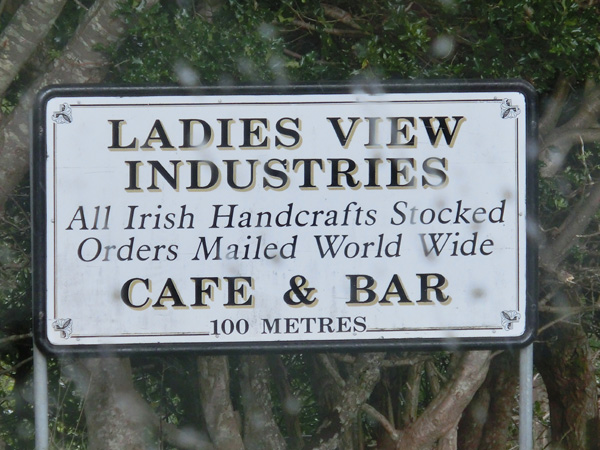 LADIES VIEW
INDUSTRIES
All Irish Handcrafts Stocked
Orders Mailed World Wide
CAFE & BAR
100 METRES